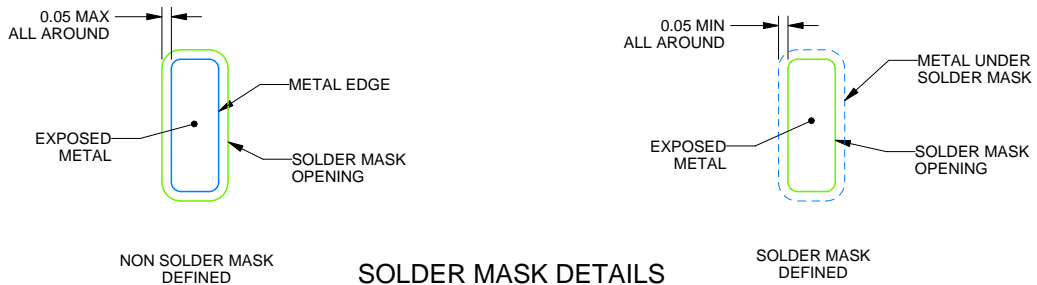 0.05 MAX
ALL AROUND
METAL EDGE
EXPOSED
METAL
SOLDER MASK
OPENING
NON SOLDER MASK
DEFINED
0.05 MIN
ALL AROUND
METAL UNDER
SOLDER MASK
EXPOSED
METAL
SOLDER MASK
OPENING
SOLDER MASK
DEFINED
SOLDER MASK DETAILS